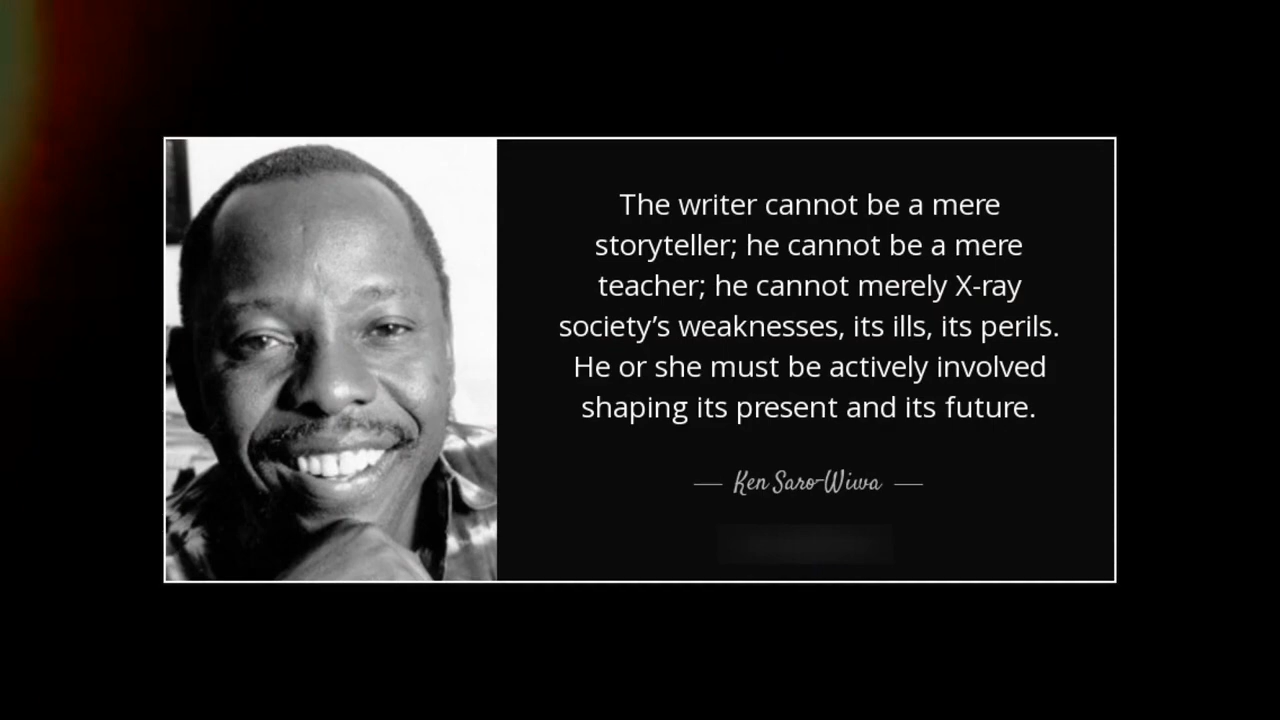 The writer cannot be a mere
storyteller; he cannot be a mere
teacher; he cannot merely X-ray
society’s weaknesses, its ills, its perils.
He or she must be actively involved
shaping its present and its future.
Ken Saro-Wiwa